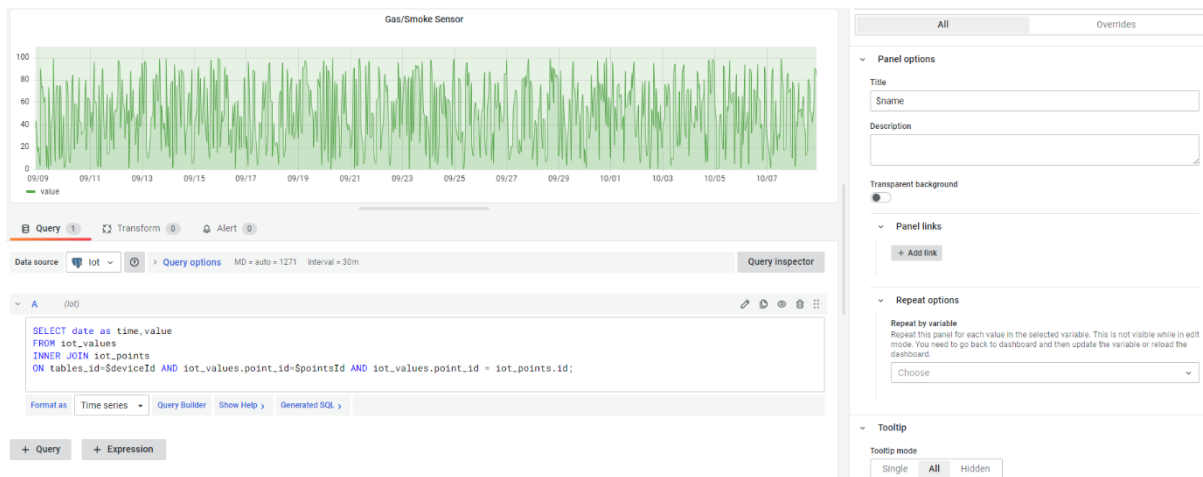 Gas/Smoke Sensor
100
80
60
40
20
0
09/09 09/11 09/13 09/15 09/17 09/19 09/21 09/23 09/25 09/27 09/29 10/01 10/03 10/05 10/07
value
Query 1 Transform 0 Alert 0
Data source Iot Query options MD = auto = 1271 Interval = 30m Query inspector
A (Iot)
SELECT date as time,value
FROM iot_values
INNER JOIN iot_points
ON tables_id=$deviceId AND iot_values.point_id=$pointsId AND iot_values.point_id = iot_points.id;
Format as Time series Query Builder Show Help > Generated SQL >
+ Query + Expression
All Overrides
Panel options
Title
$name
Description
Transparent background
Panel links
+ Add link
Repeat options
Repeat by variable
Repeat this panel for each value in the selected variable. This is not visible while in edit
mode. You need to go back to dashboard and then update the variable or reload the
dashboard.
Choose
Tooltip
Tooltip mode
Single All Hidden